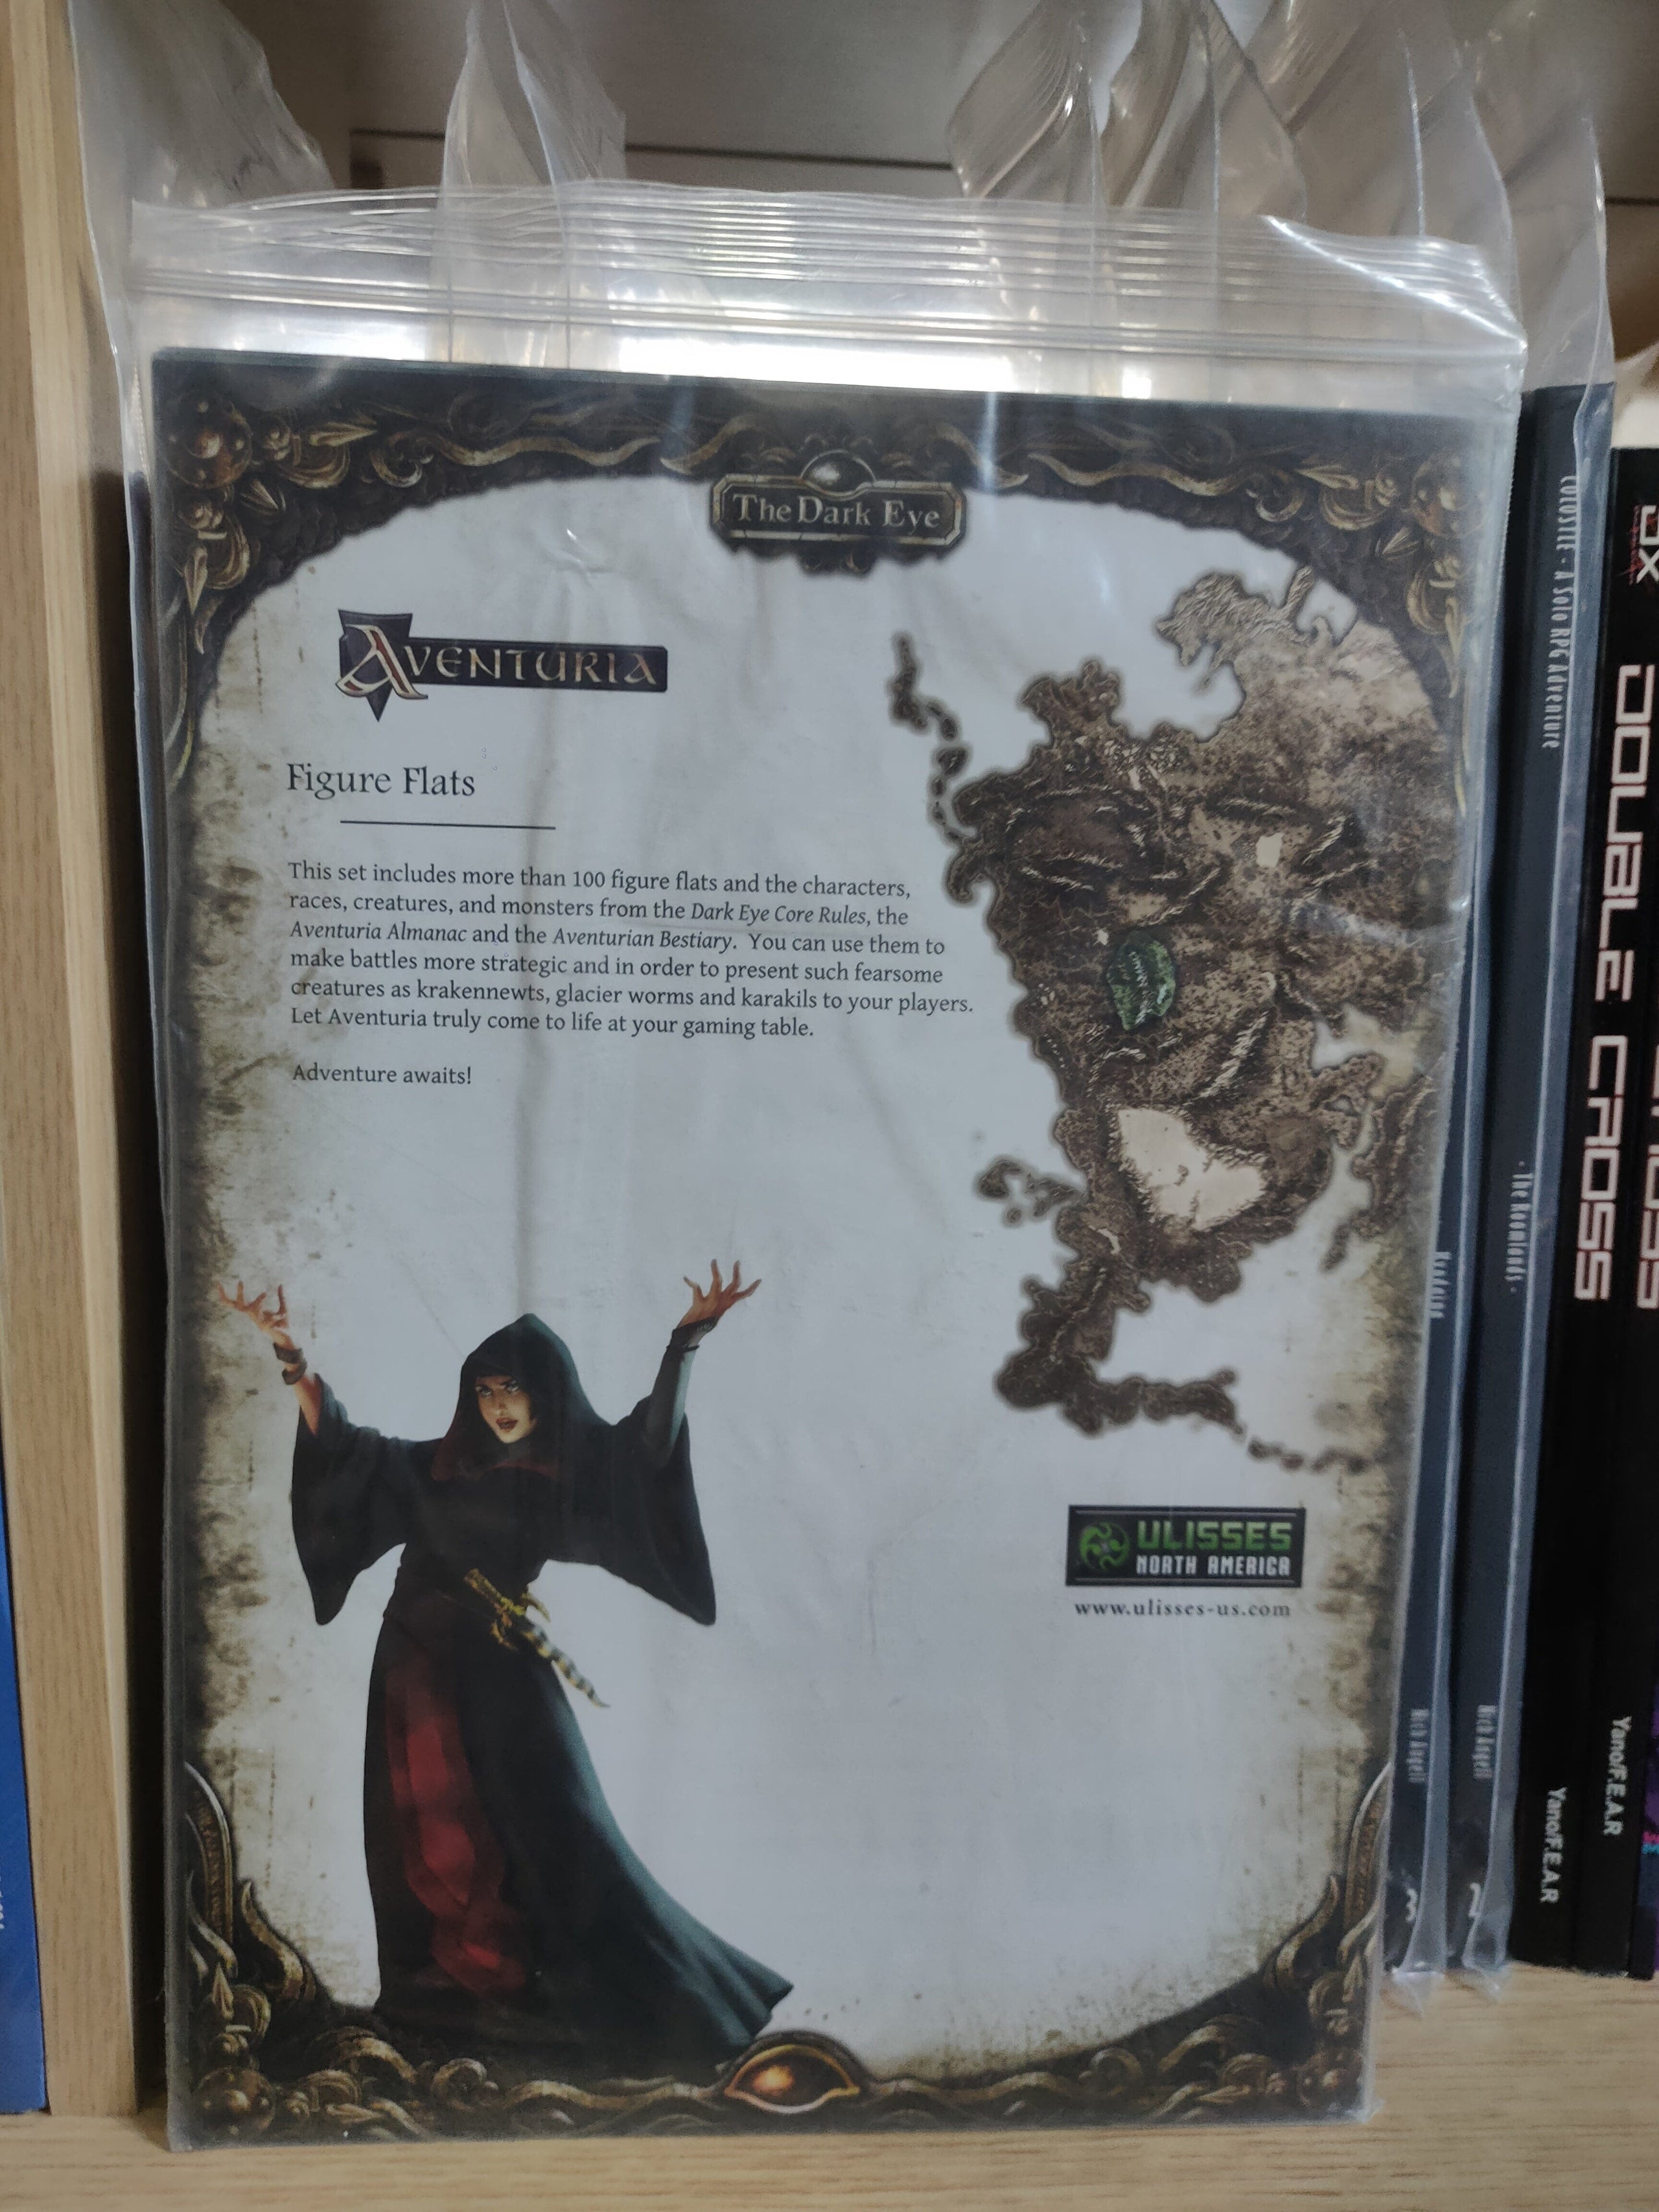 The Dark Eye
AVENTURIA
Figure Flats
This set includes more than 100 figure flats and the characters,
races, creatures, and monsters from the Dark Eye Core Rules, the
Aventuria Almanac and the Aventurian Bestiary. You can use them to
make battles more strategic and in order to present such fearsome
creatures as krakennewts, glacier worms and karakils to your players.
Let Aventuria truly come to life at your gaming table.
Adventure awaits!
ULISSES
NORTH AMERICA
www.ulisses-us.com
3
- A Solo RPG Adventure
- The Roomlands -
Nich Angell
2
DOUBLE CROSS
Yano/F.E.A.R
Yano/F.E.A.R